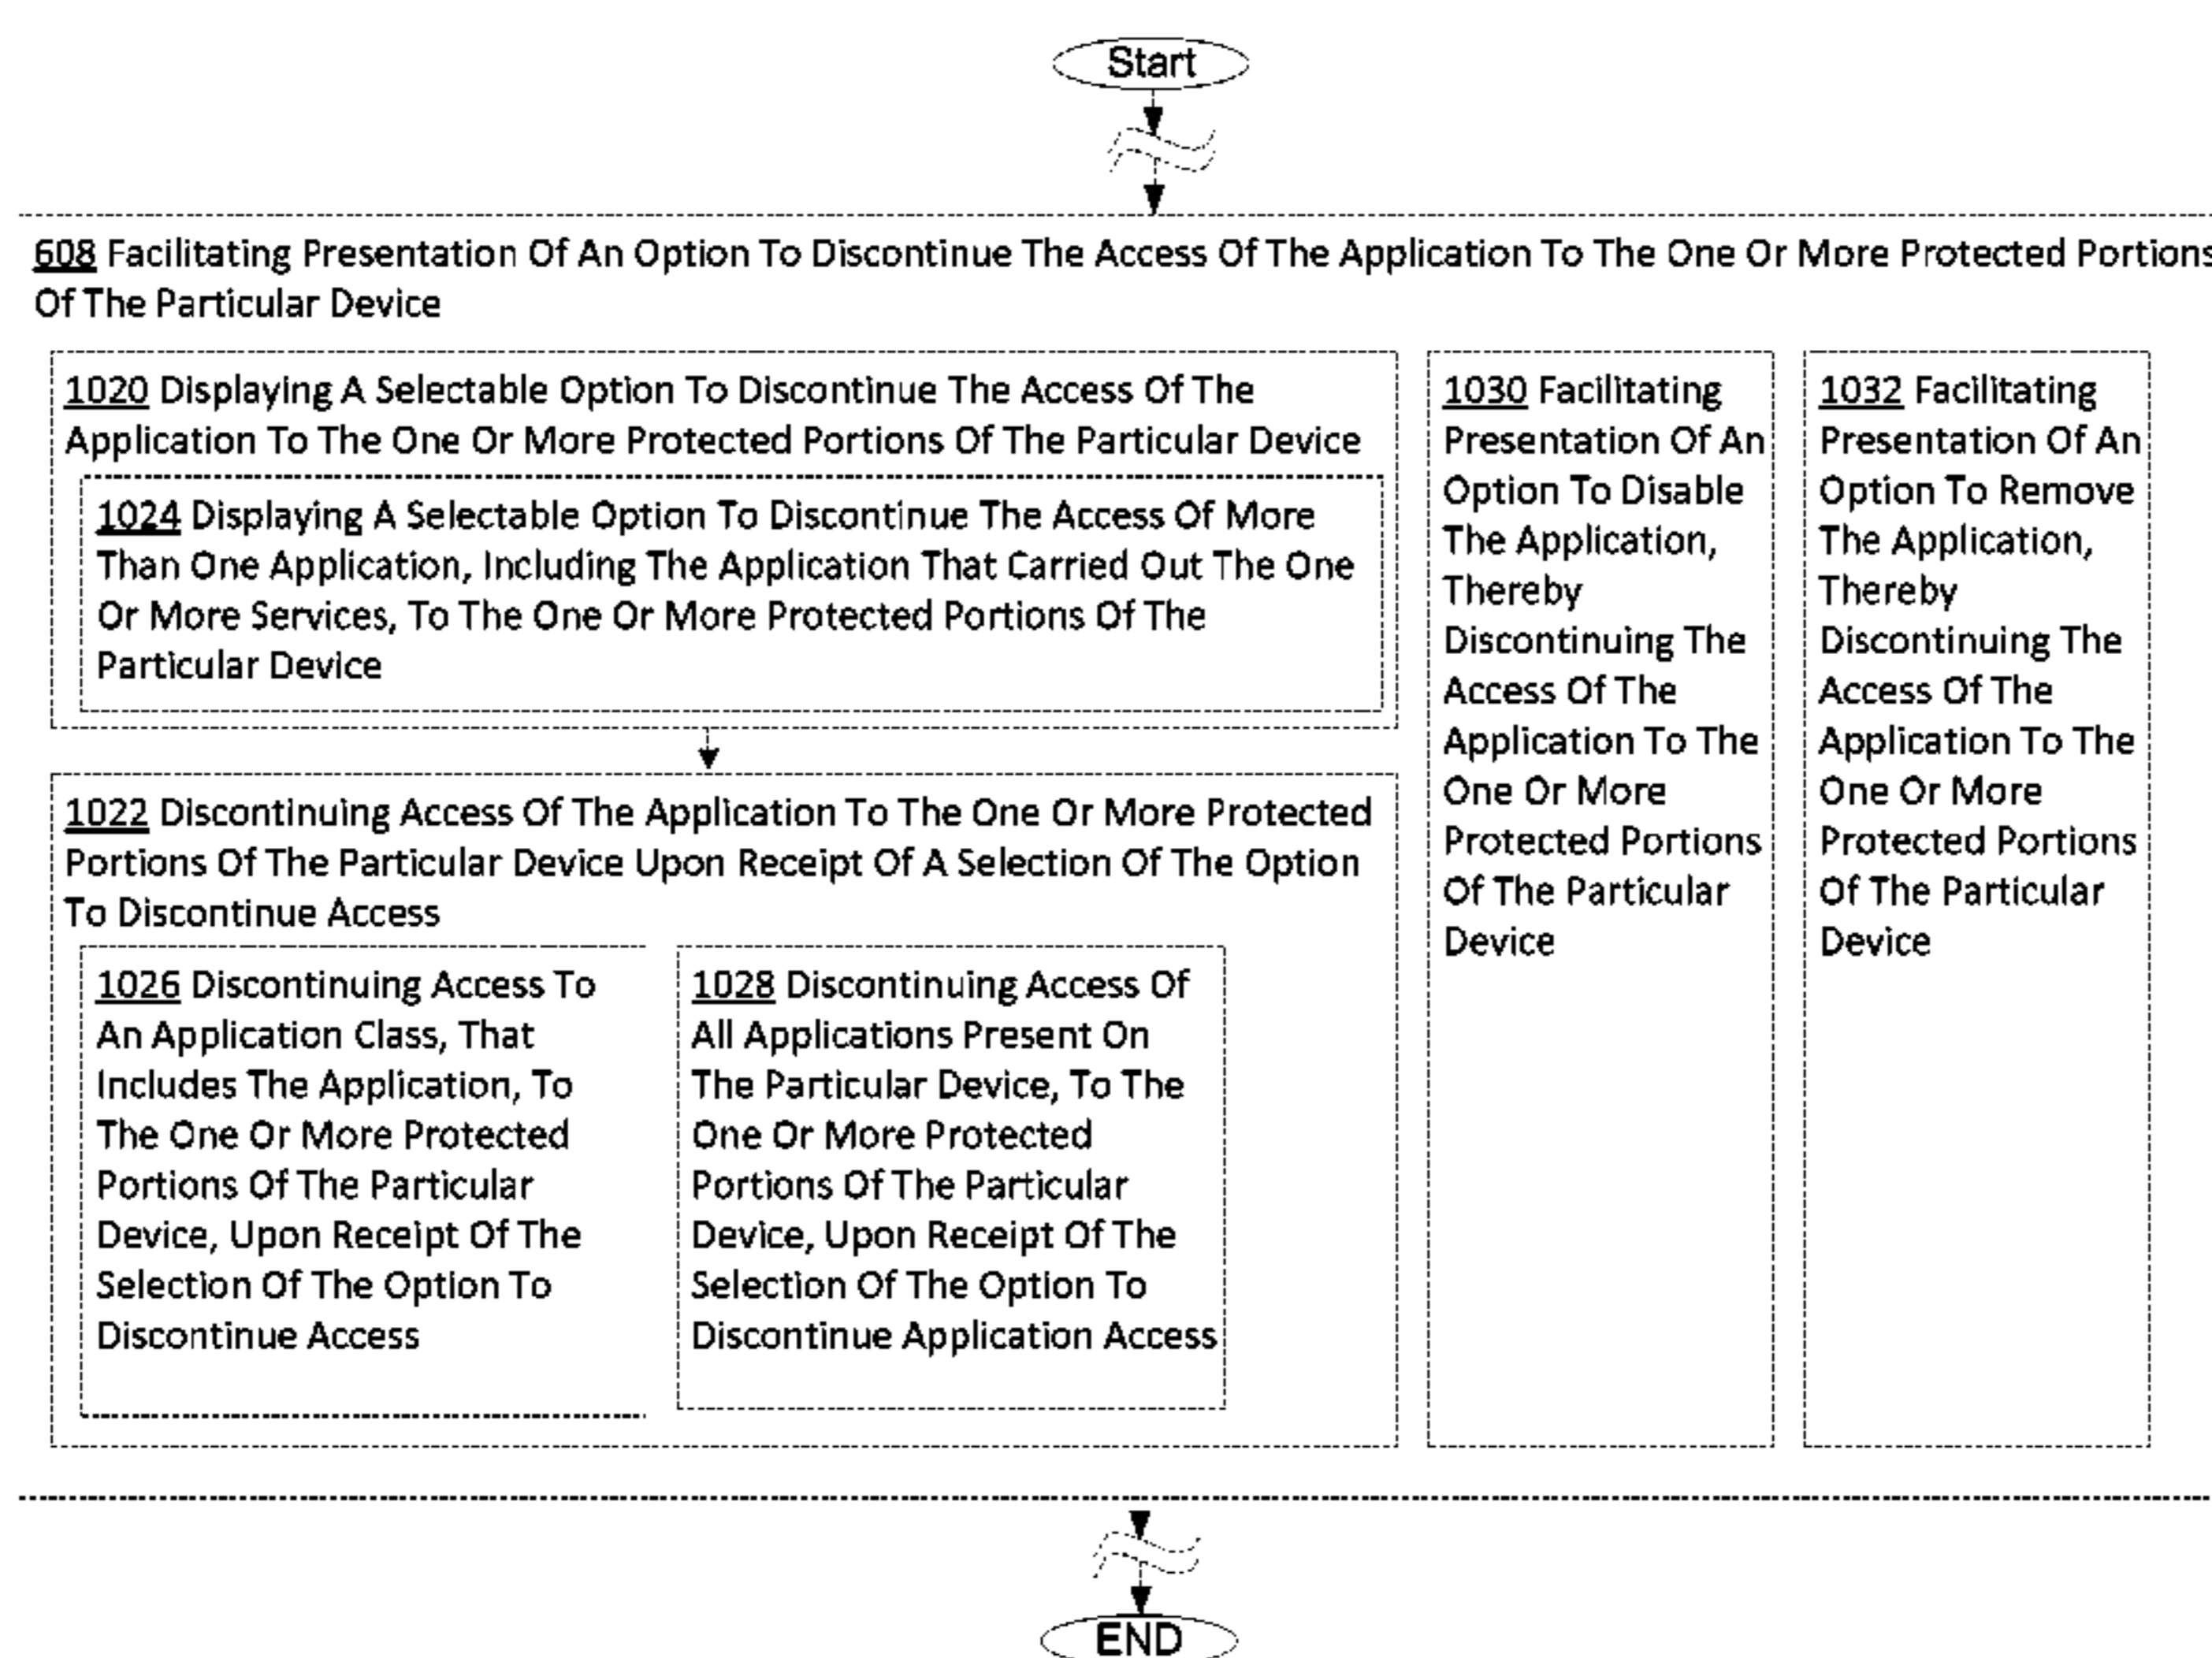 Start
608 Facilitating Presentation Of An Option To Discontinue The Access Of The Application To The One Or More Protected Portions
Of The Particular Device
1020 Displaying A Selectable Option To Discontinue The Access Of The
Application To The One Or More Protected Portions Of The Particular Device
1024 Displaying A Selectable Option To Discontinue The Access Of More
Than One Application, Including The Application That Carried Out The One
Or More Services, To The One Or More Protected Portions Of The
Particular Device
1022 Discontinuing Access Of The Application To The One Or More Protected
Portions Of The Particular Device Upon Receipt Of A Selection Of The Option
To Discontinue Access
1026 Discontinuing Access To
An Application Class, That
Includes The Application, To
The One Or More Protected
Portions Of The Particular
Device, Upon Receipt Of The
Selection Of The Option To
Discontinue Access
1028 Discontinuing Access Of
All Applications Present On
The Particular Device, To The
One Or More Protected
Portions Of The Particular
Device, Upon Receipt Of The
Selection Of The Option To
Discontinue Application Access
1030 Facilitating
Presentation Of An
Option To Disable
The Application,
Thereby
Discontinuing The
Access Of The
Application To The
One Or More
Protected Portions
Of The Particular
Device
1032 Facilitating
Presentation Of An
Option To Remove
The Application,
Thereby
Discontinuing The
Access Of The
Application To The
One Or More
Protected Portions
Of The Particular
Device
END